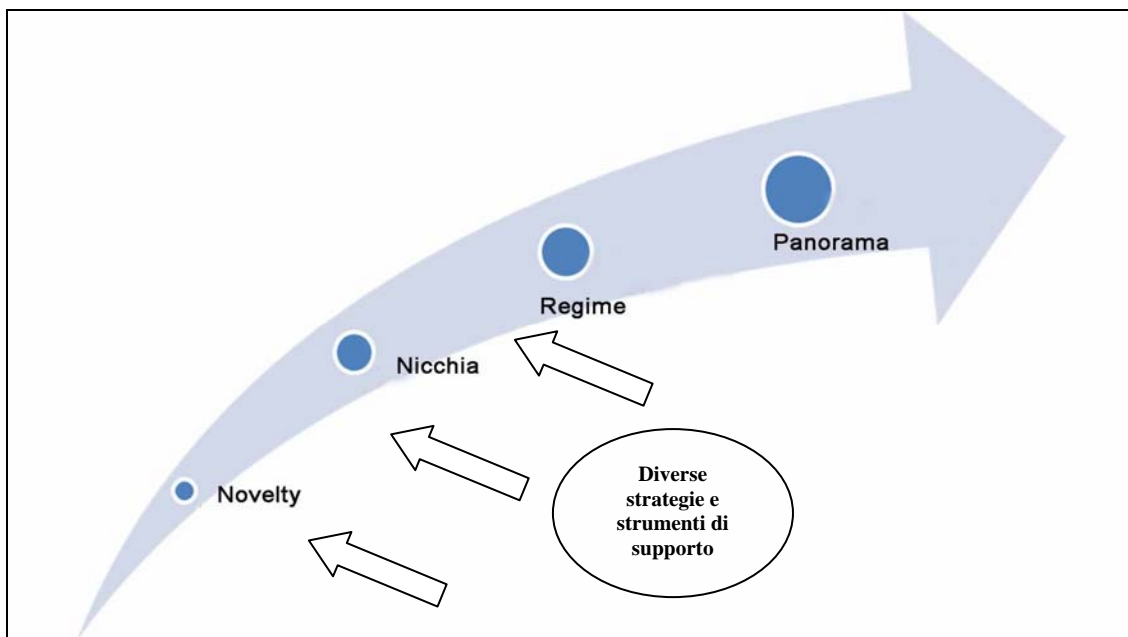 Panorama
Regime
Nicchia
Novelty
Diverse
strategie e
strumenti di
supporto